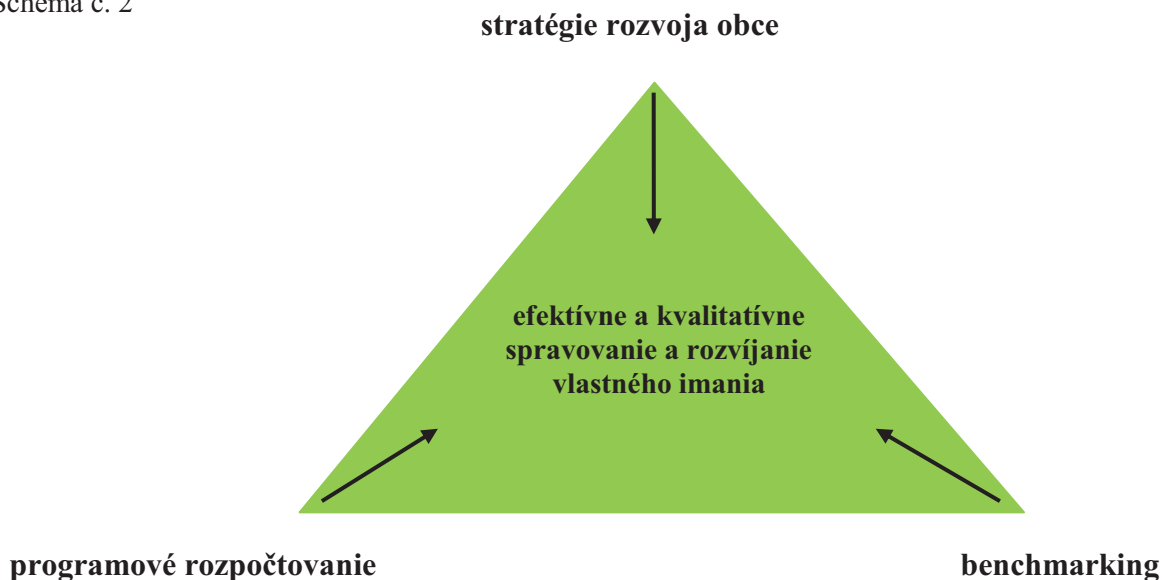 Schéma č. 2
stratégie rozvoja obce
efektívne a kvalitatívne
spravovanie a rozvíjanie
vlastného imania
programové rozpočtovanie
benchmarking